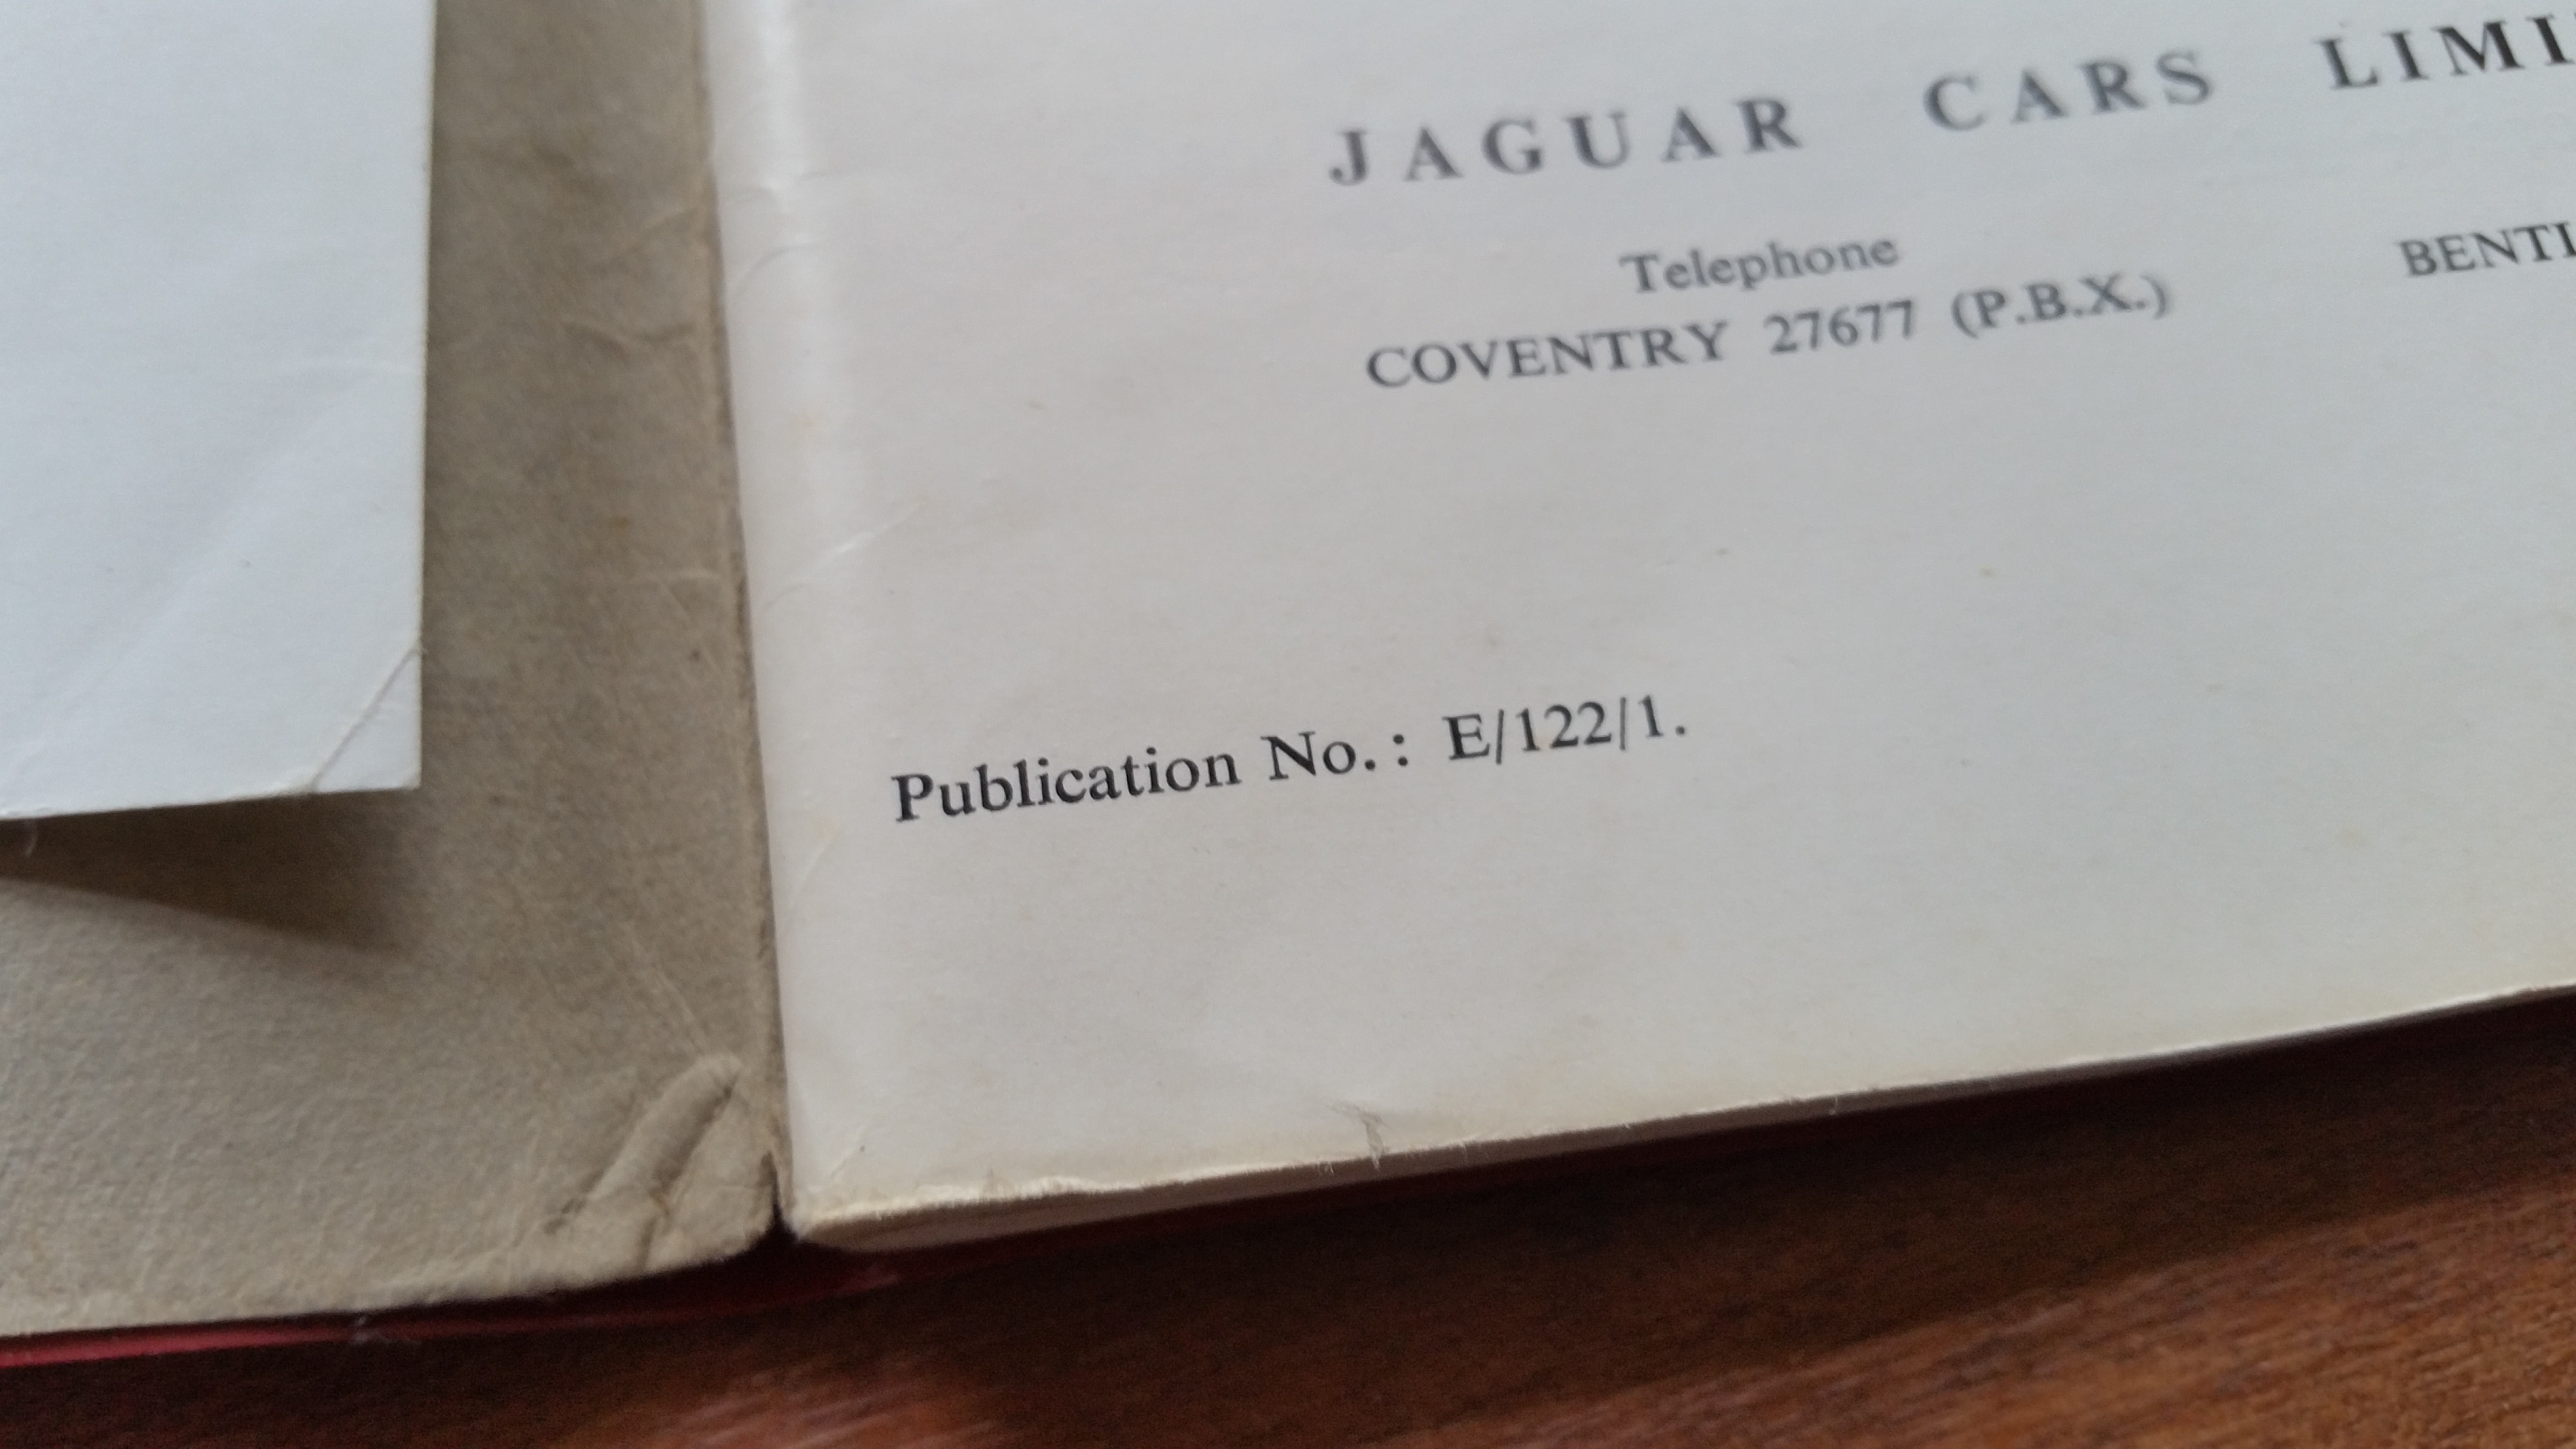 JAGUAR CARS
Telephone
COVENTRY 27677 (P.B.X.)
Publication No.: E/122/1.